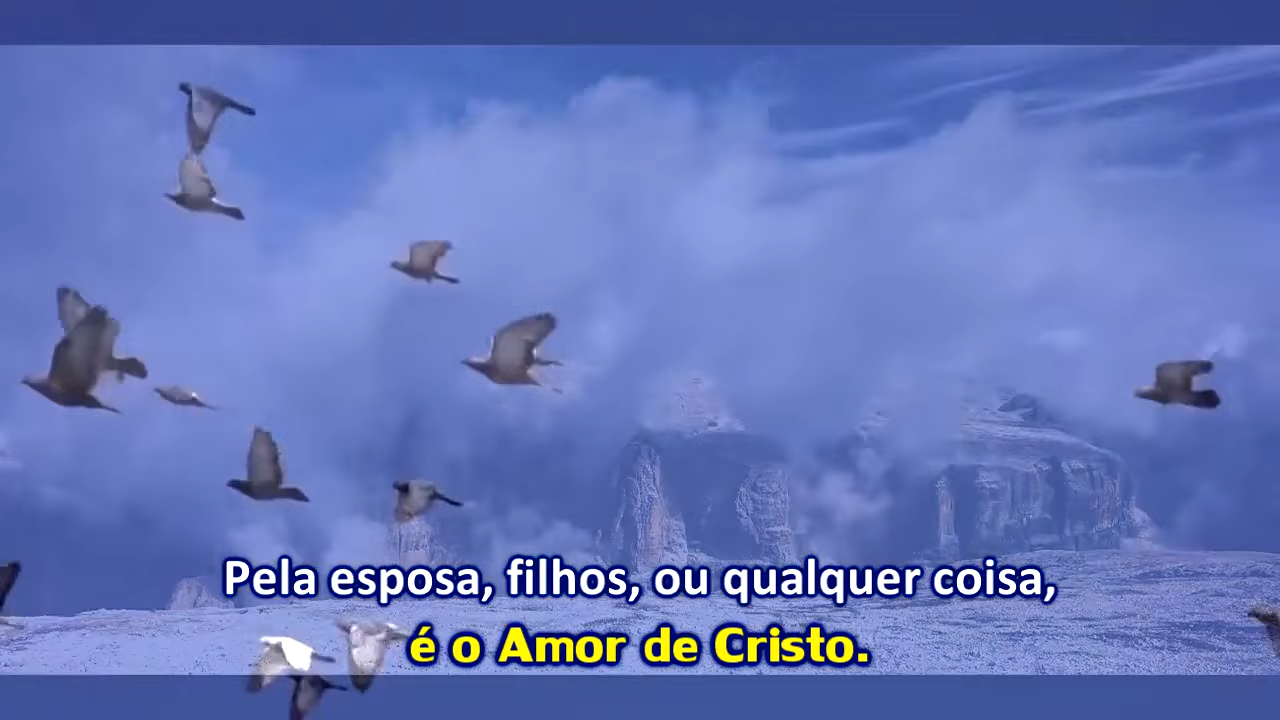 Pela esposa, filhos, ou qualquer coisa,
é o Amor de Cristo.